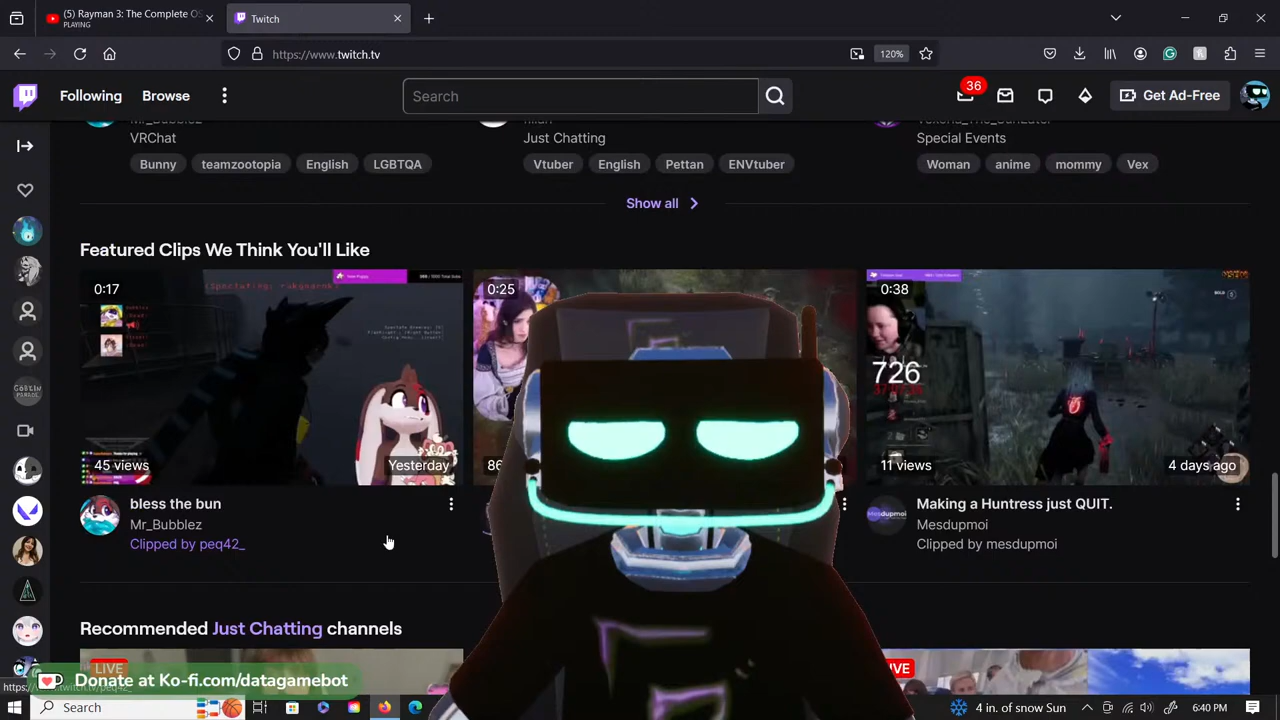 (5) Rayman 3: The Complete OS
PLAYING
Twitch
https://www.twitch.tv
120%
Following
Browse
Search
36
Get Ad-Free
VRChat
Just Chatting
Special Events
Bunny
teamzootopia
English
LGBTQA
Vtuber
English
Pettan
ENVtuber
Woman
anime
mommy
Vex
Show all
Featured Clips We Think You'll Like
0:17
0:25
0:38
726
45 views
Yesterday
86
11 views
4 days ago
bless the bun
Mr_Bubblez
Clipped by peq42_
Making a Huntress just QUIT.
Mesdupmoi
Clipped by mesdupmoi
GOBLIN
Recommended Just Chatting channels
LIVE
LIVE
Donate at Ko-fi.com/datagamebot
Search
4 in. of snow Sun
6:40 PM